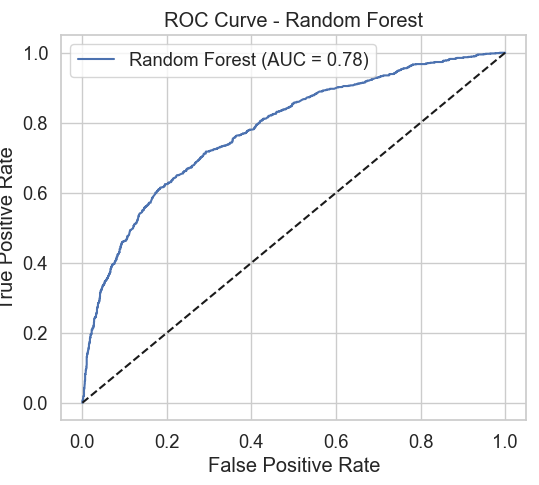 ROC Curve - Random Forest
Random Forest (AUC = 0.78)
True Positive Rate
1.0
0.8
0.6
0.4
0.2
0.0
0.0 0.2 0.4 0.6 0.8 1.0
False Positive Rate